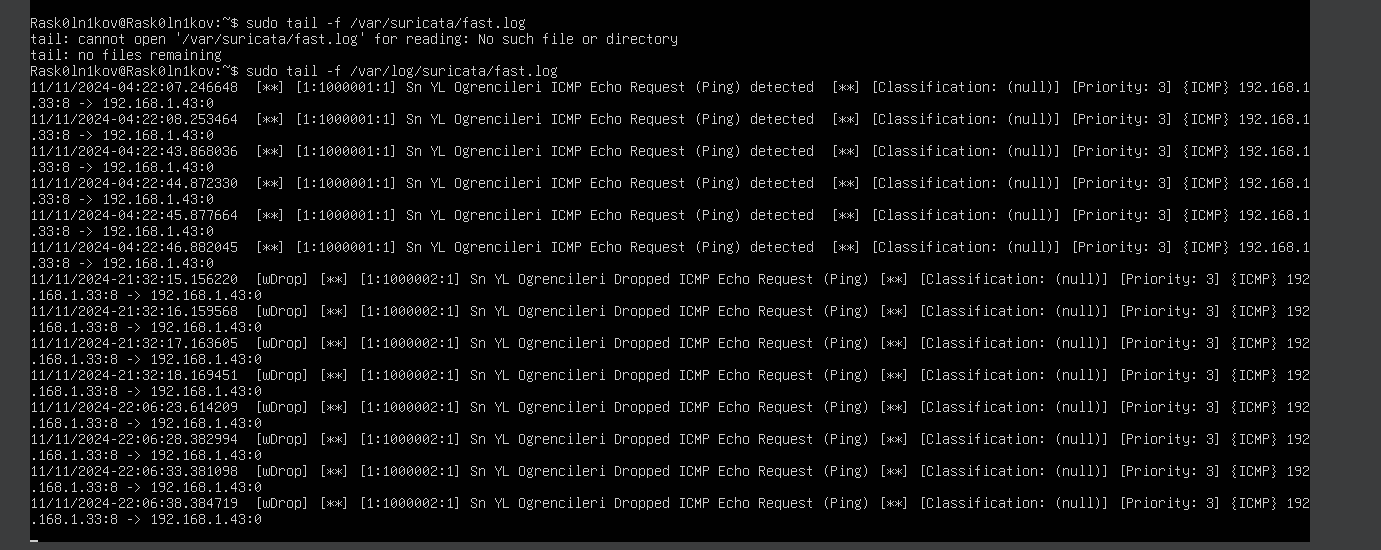 Rask0ln1kov@Rask0ln1kov:~$ sudo tail -f /var/suricata/fast.log
tail: cannot open '/var/suricata/fast.log' for reading: No such file or directory
tail: no files remaining
Rask0ln1kov@Rask0ln1kov:~$ sudo tail -f /var/log/suricata/fast.log
11/11/2024-04:22:07.246648  [**] [1:1000001:1] Sn YL Ogrencileri ICMP Echo Request (Ping) detected  [**] [Classification: (null)] [Priority: 3] {ICMP} 192.168.1
.33:8 -> 192.168.1.43:0
11/11/2024-04:22:08.253464  [**] [1:1000001:1] Sn YL Ogrencileri ICMP Echo Request (Ping) detected  [**] [Classification: (null)] [Priority: 3] {ICMP} 192.168.1
.33:8 -> 192.168.1.43:0
11/11/2024-04:22:43.868036  [**] [1:1000001:1] Sn YL Ogrencileri ICMP Echo Request (Ping) detected  [**] [Classification: (null)] [Priority: 3] {ICMP} 192.168.1
.33:8 -> 192.168.1.43:0
11/11/2024-04:22:44.872330  [**] [1:1000001:1] Sn YL Ogrencileri ICMP Echo Request (Ping) detected  [**] [Classification: (null)] [Priority: 3] {ICMP} 192.168.1
.33:8 -> 192.168.1.43:0
11/11/2024-04:22:45.877664  [**] [1:1000001:1] Sn YL Ogrencileri ICMP Echo Request (Ping) detected  [**] [Classification: (null)] [Priority: 3] {ICMP} 192.168.1
.33:8 -> 192.168.1.43:0
11/11/2024-04:22:46.882045  [**] [1:1000001:1] Sn YL Ogrencileri ICMP Echo Request (Ping) detected  [**] [Classification: (null)] [Priority: 3] {ICMP} 192.168.1
.33:8 -> 192.168.1.43:0
11/11/2024-21:32:15.156220  [wDrop] [**] [1:1000002:1] Sn YL Ogrencileri Dropped ICMP Echo Request (Ping) [**] [Classification: (null)] [Priority: 3] {ICMP} 192
.168.1.33:8 -> 192.168.1.43:0
11/11/2024-21:32:16.159568  [wDrop] [**] [1:1000002:1] Sn YL Ogrencileri Dropped ICMP Echo Request (Ping) [**] [Classification: (null)] [Priority: 3] {ICMP} 192
.168.1.33:8 -> 192.168.1.43:0
11/11/2024-21:32:17.163605  [wDrop] [**] [1:1000002:1] Sn YL Ogrencileri Dropped ICMP Echo Request (Ping) [**] [Classification: (null)] [Priority: 3] {ICMP} 192
.168.1.33:8 -> 192.168.1.43:0
11/11/2024-21:32:18.169451  [wDrop] [**] [1:1000002:1] Sn YL Ogrencileri Dropped ICMP Echo Request (Ping) [**] [Classification: (null)] [Priority: 3] {ICMP} 192
.168.1.33:8 -> 192.168.1.43:0
11/11/2024-22:06:23.614209  [wDrop] [**] [1:1000002:1] Sn YL Ogrencileri Dropped ICMP Echo Request (Ping) [**] [Classification: (null)] [Priority: 3] {ICMP} 192
.168.1.33:8 -> 192.168.1.43:0
11/11/2024-22:06:28.382994  [wDrop] [**] [1:1000002:1] Sn YL Ogrencileri Dropped ICMP Echo Request (Ping) [**] [Classification: (null)] [Priority: 3] {ICMP} 192
.168.1.33:8 -> 192.168.1.43:0
11/11/2024-22:06:33.381098  [wDrop] [**] [1:1000002:1] Sn YL Ogrencileri Dropped ICMP Echo Request (Ping) [**] [Classification: (null)] [Priority: 3] {ICMP} 192
.168.1.33:8 -> 192.168.1.43:0
11/11/2024-22:06:38.384719  [wDrop] [**] [1:1000002:1] Sn YL Ogrencileri Dropped ICMP Echo Request (Ping) [**] [Classification: (null)] [Priority: 3] {ICMP} 192
.168.1.33:8 -> 192.168.1.43:0